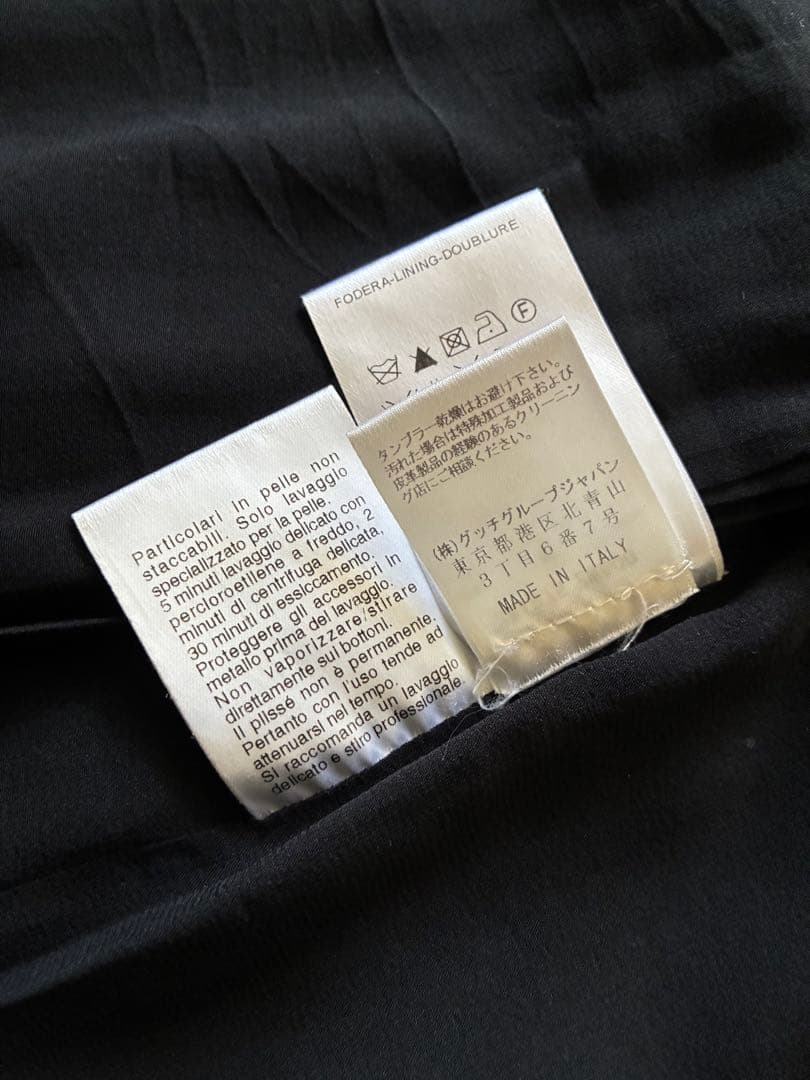 FODERA-LINING-DOUBLURE
F
タンブラー乾燥はお避け下さい。
汚れた場合は特殊加工製品および
皮革製品の経験のあるクリーニン
グ店にご相談ください。
(株)グッチグループジャパン
東京都港区北青山
3丁目6番7号
MADE IN ITALY
Particolari in pelle non
staccabili. Solo lavaggio
specializzato per la pelle.
5 minuti lavaggio delicato con
percloroetilene a freddo, 2
minuti di centrifuga delicata,
30 minuti di essiccamento.
Proteggere gli accessori in
metallo prima del lavaggio.
Non vaporizzare/stirare
direttamente sui bottoni.
Il plissé non è permanente.
Pertanto con l'uso tende ad
attenuarsi nel tempo.
Si raccomanda un lavaggio
delicato e stiro professionale